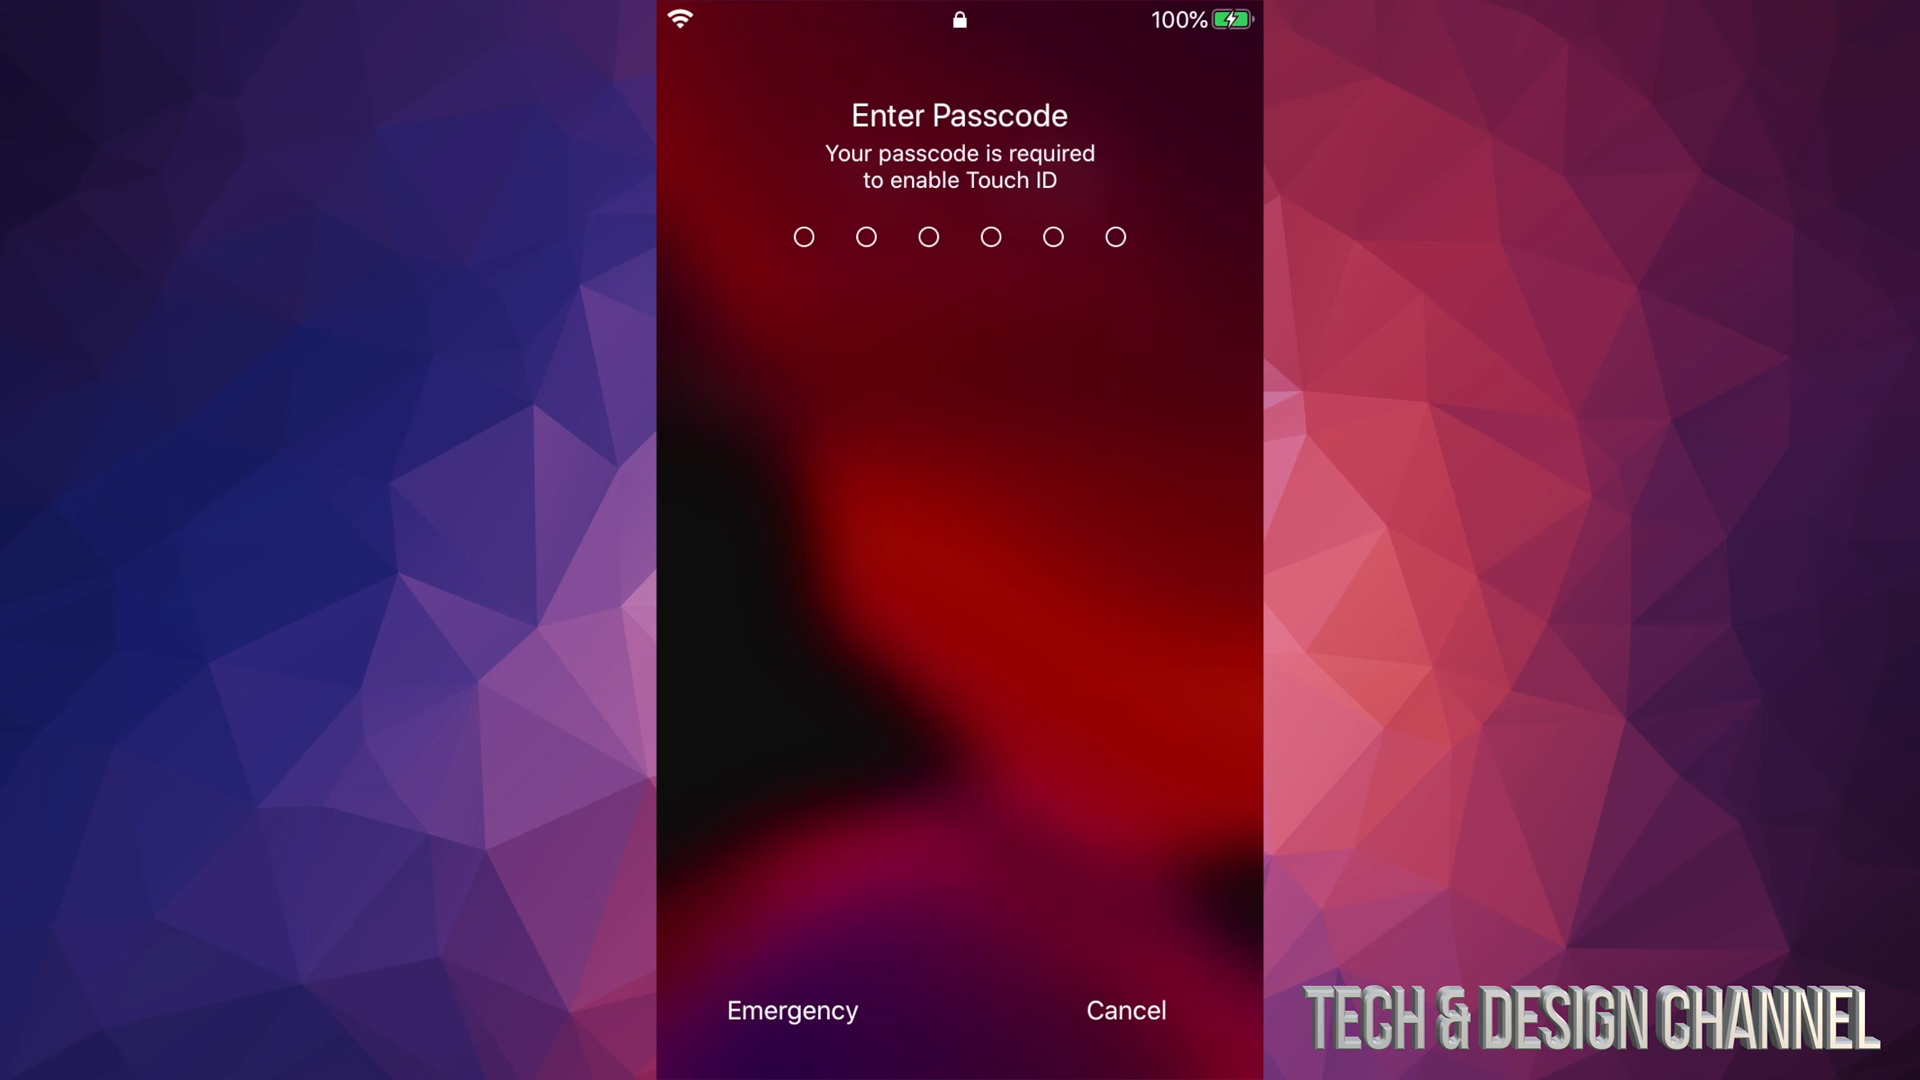 100%
Enter Passcode
Your passcode is required
to enable Touch ID
Emergency
Cancel
TECH & DESIGN CHANNEL